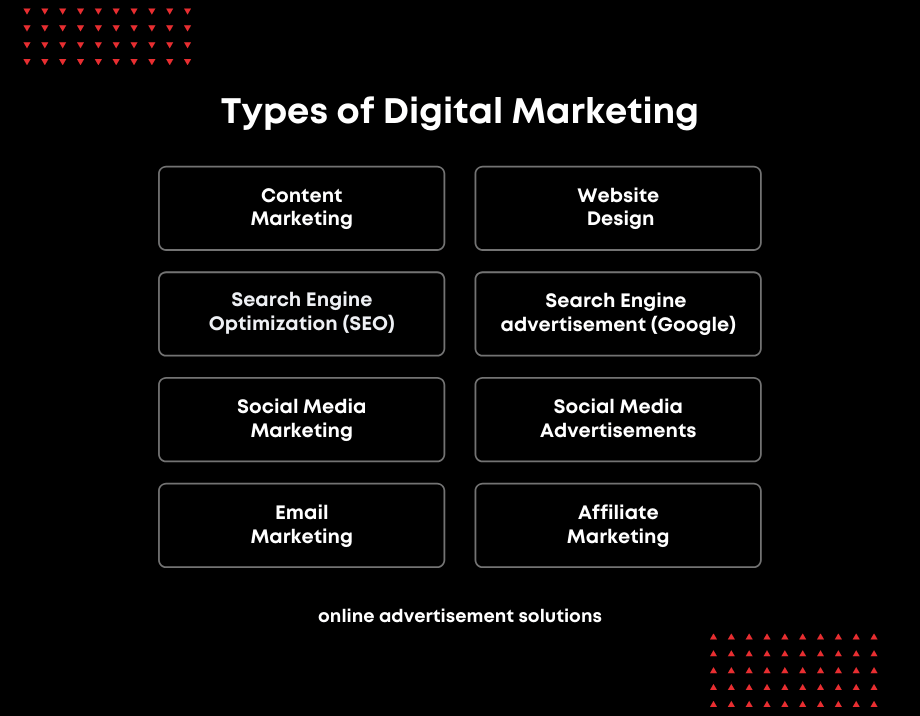 Types of Digital Marketing
Content
Marketing
Website
Design
Search Engine
Optimization (SEO)
Search Engine
advertisement (Google)
Social Media
Marketing
Social Media
Advertisements
Email
Marketing
Affiliate
Marketing
online advertisement solutions